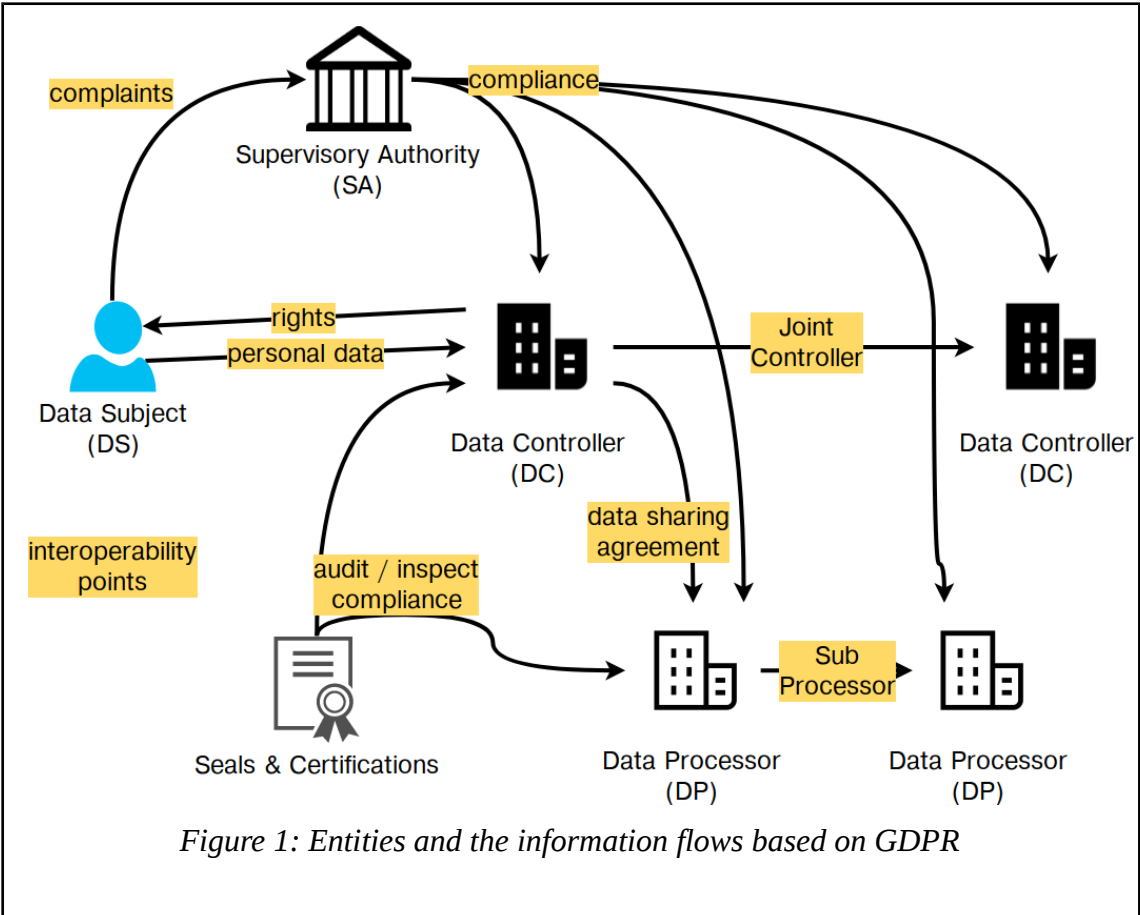 complaints
compliance
Supervisory Authority
(SA)
rights
personal data
Joint
Controller
Data Subject
(DS)
Data Controller
(DC)
Data Controller
(DC)
data sharing
agreement
interoperability
points
audit / inspect
compliance
Sub
Processor
Seals & Certifications
Data Processor
(DP)
Data Processor
(DP)
Figure 1: Entities and the information flows based on GDPR